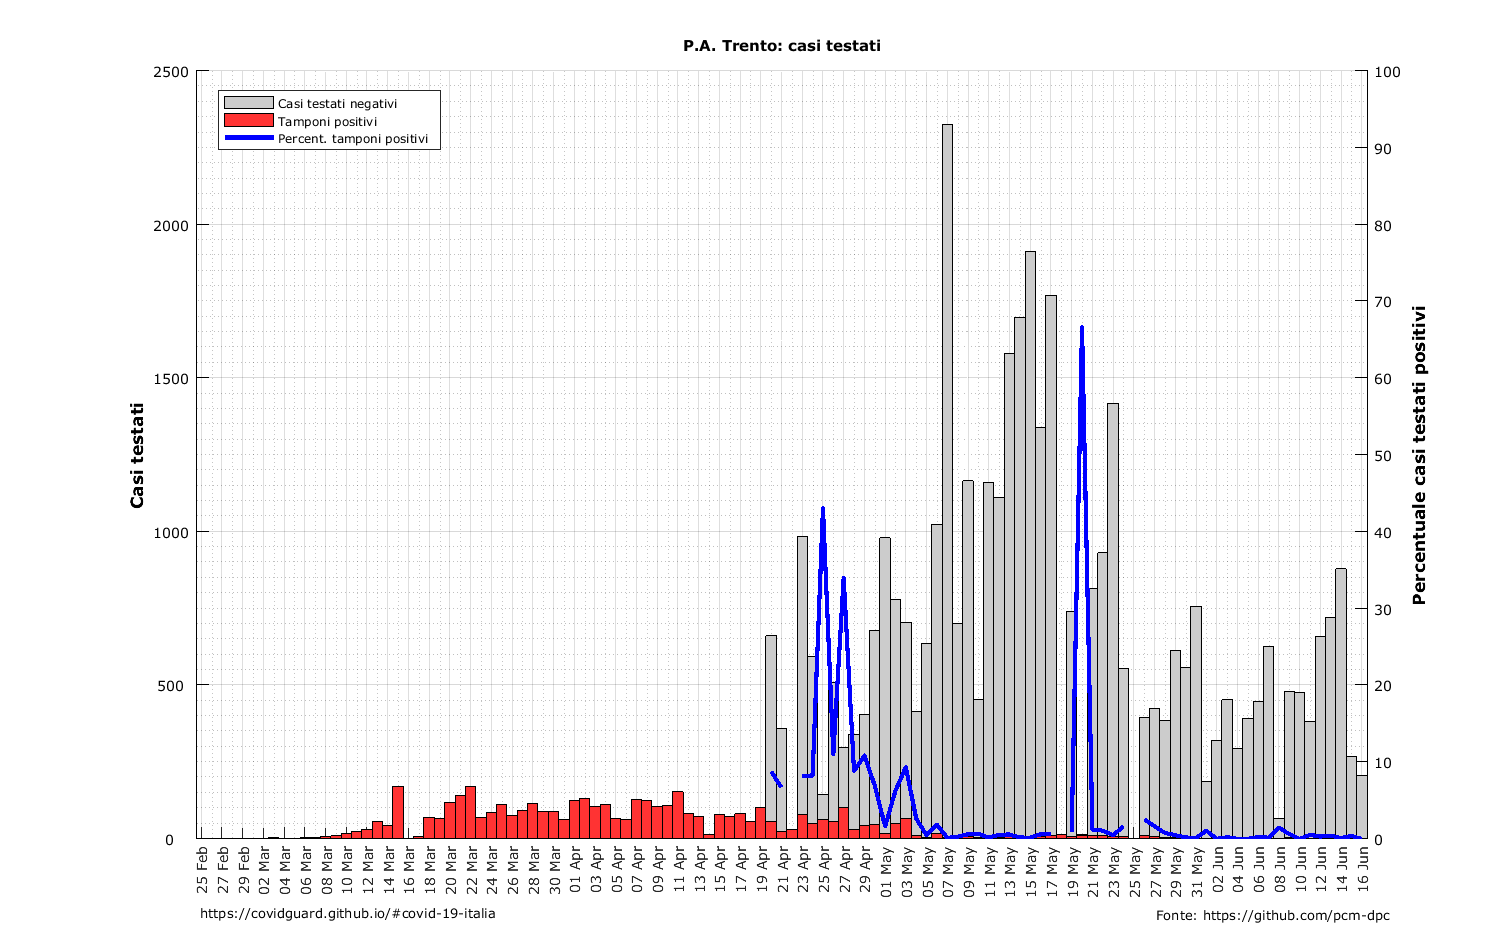 P.A. Trento: casi testati
Casi testati negativi
Tamponi positivi
Percent. tamponi positivi
Casi testati
2500
2000
1500
1000
500
0
Percentuale casi testati positivi
100
90
80
70
60
50
40
30
20
10
0
25 Feb
27 Feb
29 Feb
02 Mar
04 Mar
06 Mar
08 Mar
10 Mar
12 Mar
14 Mar
16 Mar
18 Mar
20 Mar
22 Mar
24 Mar
26 Mar
28 Mar
30 Mar
01 Apr
03 Apr
05 Apr
07 Apr
09 Apr
11 Apr
13 Apr
15 Apr
17 Apr
19 Apr
21 Apr
23 Apr
25 Apr
27 Apr
29 Apr
01 May
03 May
05 May
07 May
09 May
11 May
13 May
15 May
17 May
19 May
21 May
23 May
25 May
27 May
29 May
31 May
02 Jun
04 Jun
06 Jun
08 Jun
10 Jun
12 Jun
14 Jun
16 Jun
https://covidguard.github.io/#covid-19-italia
Fonte: https://github.com/pcm-dpc